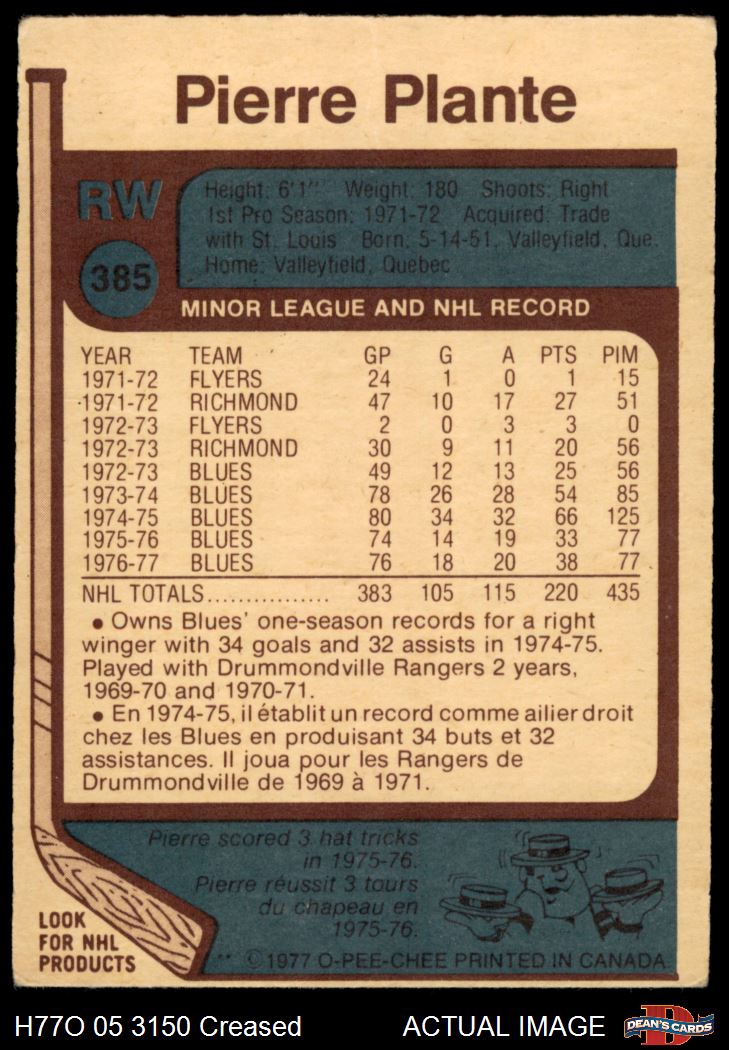 Pierre Plante
RW
Height: 6'1" Weight: 180 Shoots: Right
1st Pro Season: 1971-72 Acquired: Trade
with St. Louis Born: 5-14-51, Valleyfield, Que.
Home: Valleyfield, Quebec
385
MINOR LEAGUE AND NHL RECORD
YEAR TEAM GP G A PTS PIM
1971-72 FLYERS 24 1 0 1 15
1971-72 RICHMOND 47 10 17 27 51
1972-73 FLYERS 2 0 3 3 0
1972-73 RICHMOND 30 9 11 20 56
1972-73 BLUES 49 12 13 25 56
1973-74 BLUES 78 26 28 54 85
1974-75 BLUES 80 34 32 66 125
1975-76 BLUES 74 14 19 33 77
1976-77 BLUES 76 18 20 38 77
NHL TOTALS................ 383 105 115 220 435
• Owns Blues' one-season records for a right
winger with 34 goals and 32 assists in 1974-75.
Played with Drummondville Rangers 2 years,
1969-70 and 1970-71.
• En 1974-75, il établit un record comme ailier droit
chez les Blues en produisant 34 buts et 32
assistances. Il joua pour les Rangers de
Drummondville de 1969 à 1971.
Pierre scored 3 hat tricks
in 1975-76.
Pierre réussit 3 tours
du chapeau en
1975-76.
LOOK
FOR NHL
PRODUCTS
** ©1977 O-PEE-CHEE PRINTED IN CANADA
H77O 05 3150 Creased ACTUAL IMAGE
D
DEAN'S CARDS